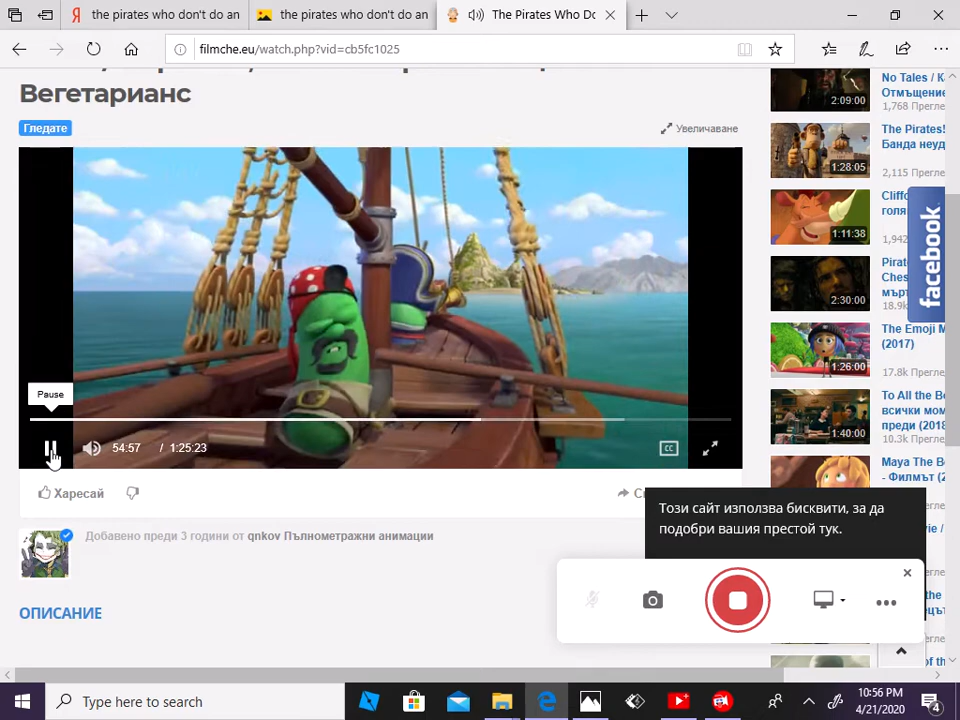 the pirates who don't do an
the pirates who don't do an
The Pirates Who Do
filmche.eu/watch.php?vid=cb5fc1025
Вегетарианс
Гледате
Увеличаване
Pause
54:57 / 1:25:23
CC
Харесай
Добавено преди 3 години от qnkov Пълнометражни анимации
ОПИСАНИЕ
2:09:00
No Tales / К
Отмъщение
1,768 Прегле
1:28:05
The Pirates!
Банда неуд
2,115 Прегле
1:11:38
Cliffo
голя
1,942
2:30:00
Pirat
Ches
мърт
18.9k
facebook
1:26:00
The Emoji M
(2017)
17.8k Прегле
1:40:00
To All the Bo
всички мом
преди (2018
10.3k Прегле
Maya The B
- Филмът (2
Този сайт използва бисквити, за да
подобри вашия престой тук.
Type here to search
10:56 PM
4/21/2020
4